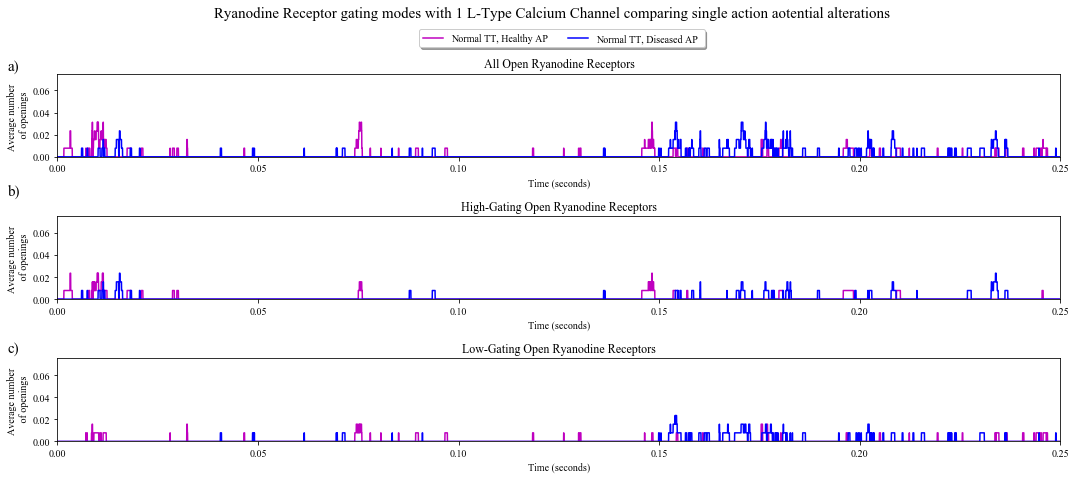 Ryanodine Receptor gating modes with 1 L-Type Calcium Channel comparing single action aotential alterations
Normal TT, Healthy AP
Normal TT, Diseased AP
a)
All Open Ryanodine Receptors
Average number
of openings
0.06
0.04
0.02
0.00
0.00 0.05 0.10 0.15 0.20 0.25
Time (seconds)
b)
High-Gating Open Ryanodine Receptors
Average number
of openings
0.06
0.04
0.02
0.00
0.00 0.05 0.10 0.15 0.20 0.25
Time (seconds)
c)
Low-Gating Open Ryanodine Receptors
Average number
of openings
0.06
0.04
0.02
0.00
0.00 0.05 0.10 0.15 0.20 0.25
Time (seconds)